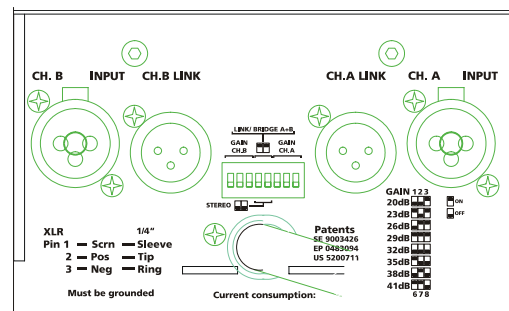 CH. B INPUT CH.B LINK CH.A LINK CH. A INPUT
LINK/ BRIDGE A+B
GAIN CH.B
GAIN CH.A
STEREO
XLR 1/4"
Pin 1 – Scrn – Sleeve
2 – Pos – Tip
3 – Neg – Ring
Must be grounded
Patents
SE 9003426
EP 0483094
US 5200711
Current consumption:
GAIN 1 2 3
20dB ON
23dB OFF
26dB
29dB
32dB
35dB
38dB
41dB
6 7 8